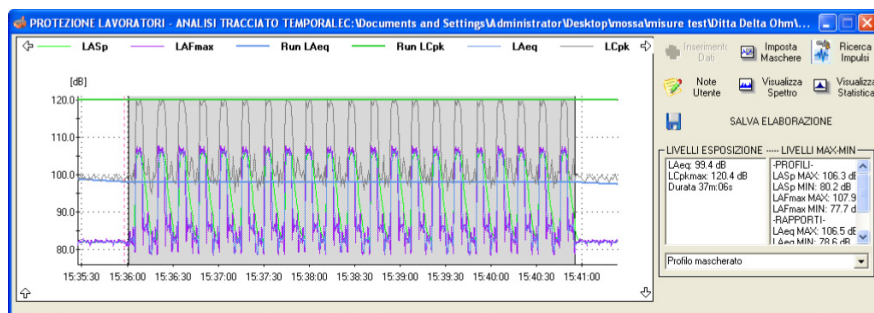 PROTEZIONE LAVORATORI - ANALISI TRACCIATO TEMPORALEC:\Documents and Settings\Administrator\Desktop\mossa\misure test\Ditta Delta Ohm\...
LASp LAFmax Run LAeq Run LCpk LAeq LCpk
[dB]
120.0
110.0
100.0
90.0
80.0
15:35:30 15:36:00 15:36:30 15:37:00 15:37:30 15:38:00 15:38:30 15:39:00 15:39:30 15:40:00 15:40:30 15:41:00
Inserimento Dati
Imposta Maschere
Ricerca Impulsi
Note Utente
Visualizza Spettro
Visualizza Statistica
SALVA ELABORAZIONE
LIVELLI ESPOSIZIONE ----- LIVELLI MAX-MIN
LAeq: 99.4 dB
LCpkmax: 120.4 dB
Durata 37m:06s
-PROFILI-
LASp MAX: 106.3 dB
LASp MIN: 80.2 dB
LAFmax MAX: 107.9
LAFmax MIN: 77.7 d
-RAPPORTI-
LAeq MAX: 106.5 dB
LAeq MIN: 78.6 dB
Profilo mascherato